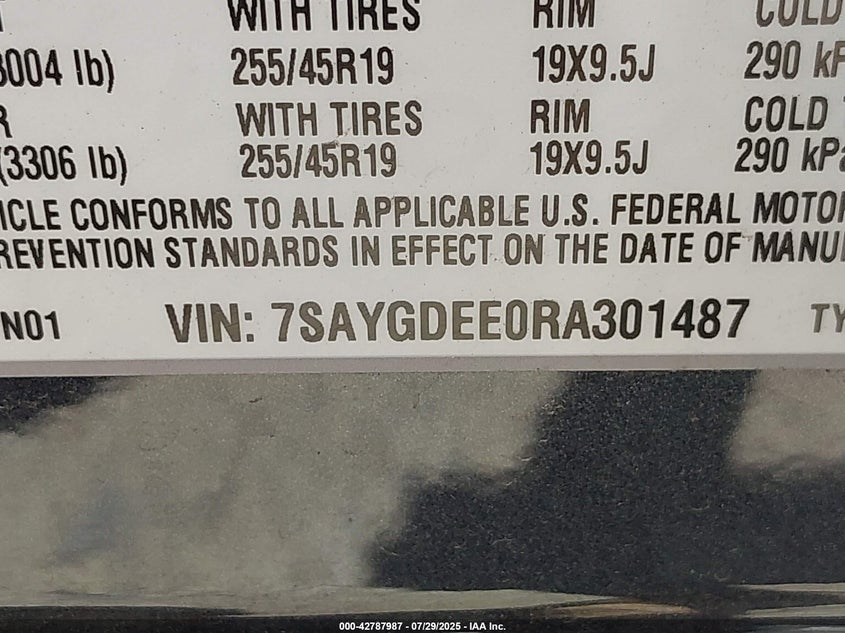 WITH TIRES RIM COLD
3004 lb) 255/45R19 19X9.5J 290 kP
R WITH TIRES RIM COLD
(3306 lb) 255/45R19 19X9.5J 290 kPa
ICLE CONFORMS TO ALL APPLICABLE U.S. FEDERAL MOTOR
REVENTION STANDARDS IN EFFECT ON THE DATE OF MANU
N01 VIN: 7SAYGDEE0RA301487 TY
000-42787987 - 07/29/2025 - IAA Inc.